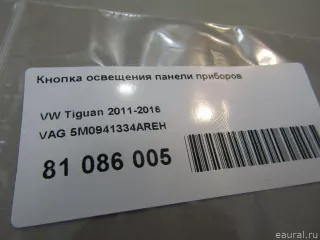 Кнопка освещения панели приборов
VW Tiguan 2011-2016
VAG 5M0941334AREH
81 086 005
© eaural.ru